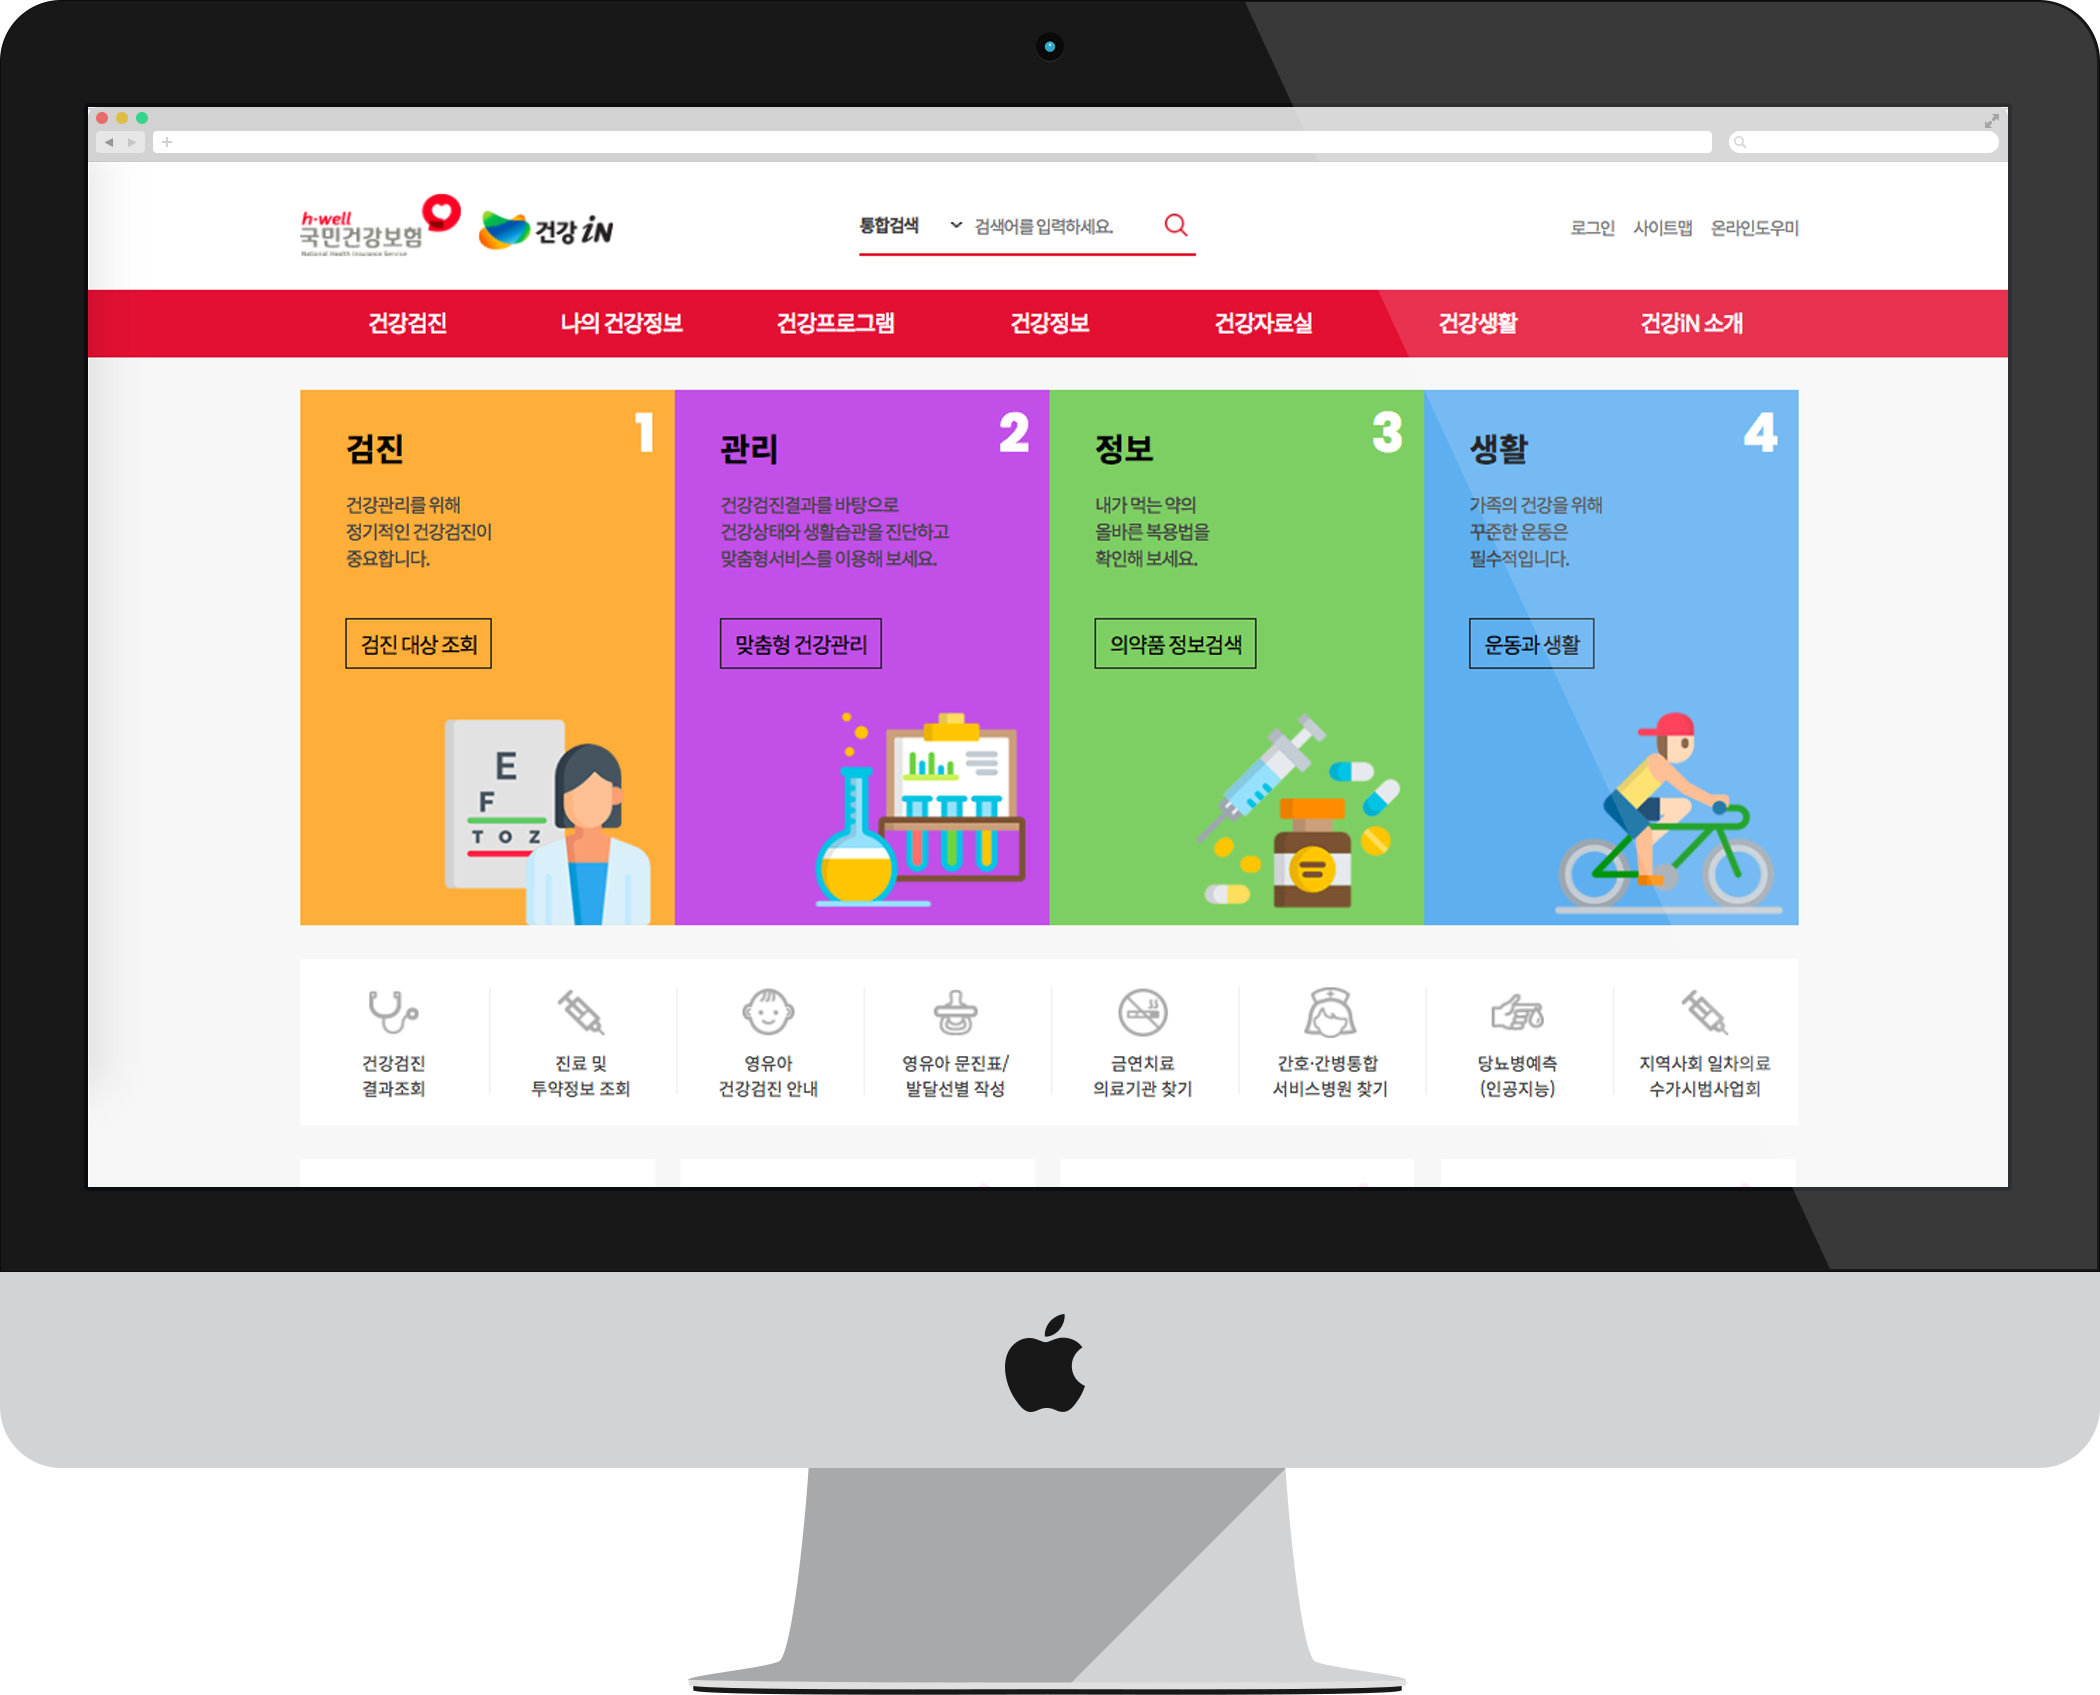 h·well
국민건강보험
National Health Insurance Service
건강 iN
통합검색
검색어를 입력하세요.
로그인 사이트맵 온라인도우미
건강검진 나의 건강정보 건강프로그램 건강정보 건강자료실 건강생활 건강iN 소개
1
검진
건강관리를 위해
정기적인 건강검진이
중요합니다.
검진 대상 조회
E
F
T O Z
2
관리
건강검진결과를 바탕으로
건강상태와 생활습관을 진단하고
맞춤형서비스를 이용해 보세요.
맞춤형 건강관리
3
정보
내가 먹는 약의
올바른 복용법을
확인해 보세요.
의약품 정보검색
4
생활
가족의 건강을 위해
꾸준한 운동은
필수적입니다.
운동과 생활
건강검진
결과조회
진료 및
투약정보 조회
영유아
건강검진 안내
영유아 문진표/
발달선별 작성
금연치료
의료기관 찾기
간호·간병통합
서비스병원 찾기
당뇨병예측
(인공지능)
지역사회 일차의료
수가시범사업회